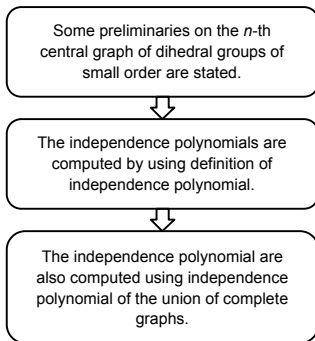 Some preliminaries on the n-th
central graph of dihedral groups of
small order are stated.
The independence polynomials are
computed by using definition of
independence polynomial.
The independence polynomial are
also computed using independence
polynomial of the union of complete
graphs.